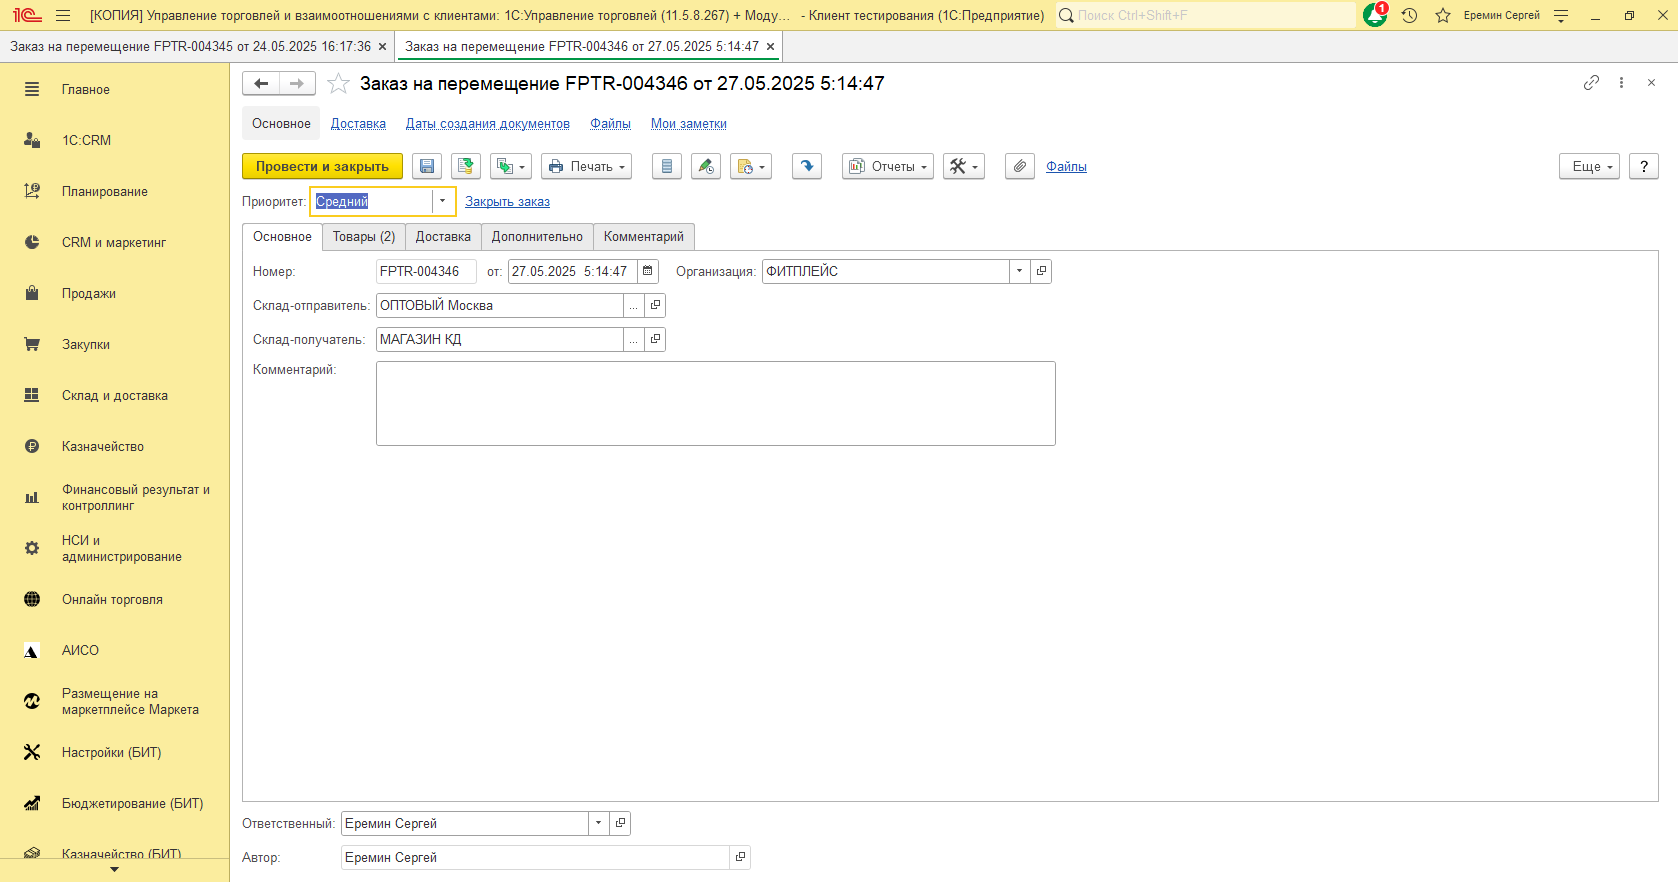 [КОПИЯ] Управление торговли и взаимоотношениями с клиентами: 1С:Управление торговлей (11.5.8.267) + Моду... - Клиент тестирования (1С:Предприятие)
Поиск Ctrl+Shift+F
1
Еремин Сергей
Заказ на перемещение FPTR-004345 от 24.05.2025 16:17:36
Заказ на перемещение FPTR-004346 от 27.05.2025 5:14:47
Главное
1С:CRM
Планирование
CRM и маркетинг
Продажи
Закупки
Склад и доставка
Казначейство
Финансовый результат и
контроллинг
НСИ и
администрирование
Онлайн торговля
АИСО
Размещение на
маркетплейсе Маркета
Настройки (БИТ)
Бюджетирование (БИТ)
Казначейство (БИТ)
Заказ на перемещение FPTR-004346 от 27.05.2025 5:14:47
Основное Доставка Даты создания документов Файлы Мои заметки
Провести и закрыть Печать Отчеты Файлы Еще ?
Приоритет: Средний Закрыть заказ
Основное Товары (2) Доставка Дополнительно Комментарий
Номер: FPTR-004346 от: 27.05.2025 5:14:47 Организация: ФИТПЛЕЙС
Склад-отправитель: ОПТОВЫЙ Москва ...
Склад-получатель: МАГАЗИН КД ...
Комментарий:
Ответственный: Еремин Сергей
Автор: Еремин Сергей